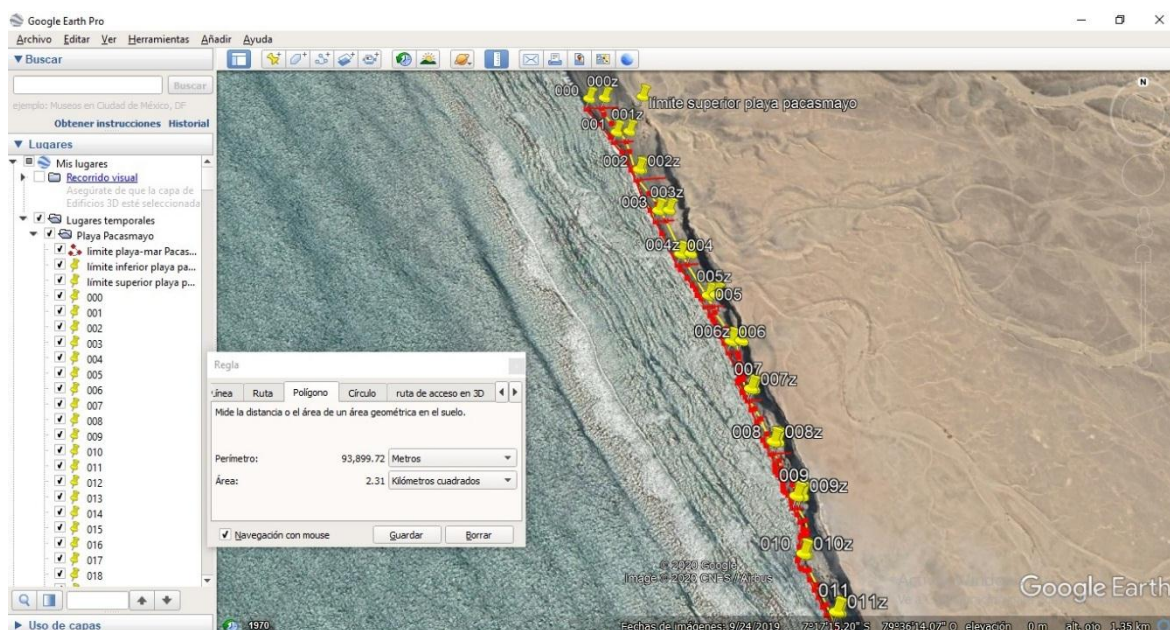 Google Earth Pro
Archivo Editar Ver Herramientas Añadir Ayuda
▼ Buscar
Buscar
ejemplo: Museos en Ciudad de México, DF
Obtener instrucciones Historial
▼ Lugares
Mis lugares
Recorrido visual
Asegúrate de que la capa de
Edificios 3D esté seleccionada
Lugares temporales
Playa Pacasmayo
limite playa-mar Pacas...
límite inferior playa pa...
límite superior playa p...
000
001
002
003
004
005
006
007
008
009
010
011
012
013
014
015
016
017
018
Uso de capas
Regla
Ruta Polígono Círculo ruta de acceso en 3D
Mide la distancia o el área de un área geométrica en el suelo.
Perímetro: 93,899.72 Metros
Área: 2.31 Kilómetros cuadrados
Navegación con mouse Guardar Borrar
000 000z
limite superior playa pacasmayo
001z
001
002 002z
003z
003
004z 004
005z
005
006z 006
007
007z
008 008z
009
009z
010 010z
011
011z
N
© 2020 Google
Google Earth
1970
Fechas de imágenes: 9/24/2019 7°17'15.20" S 79°36'14.07" O elevación 0 m alt. ojo 1.35 km